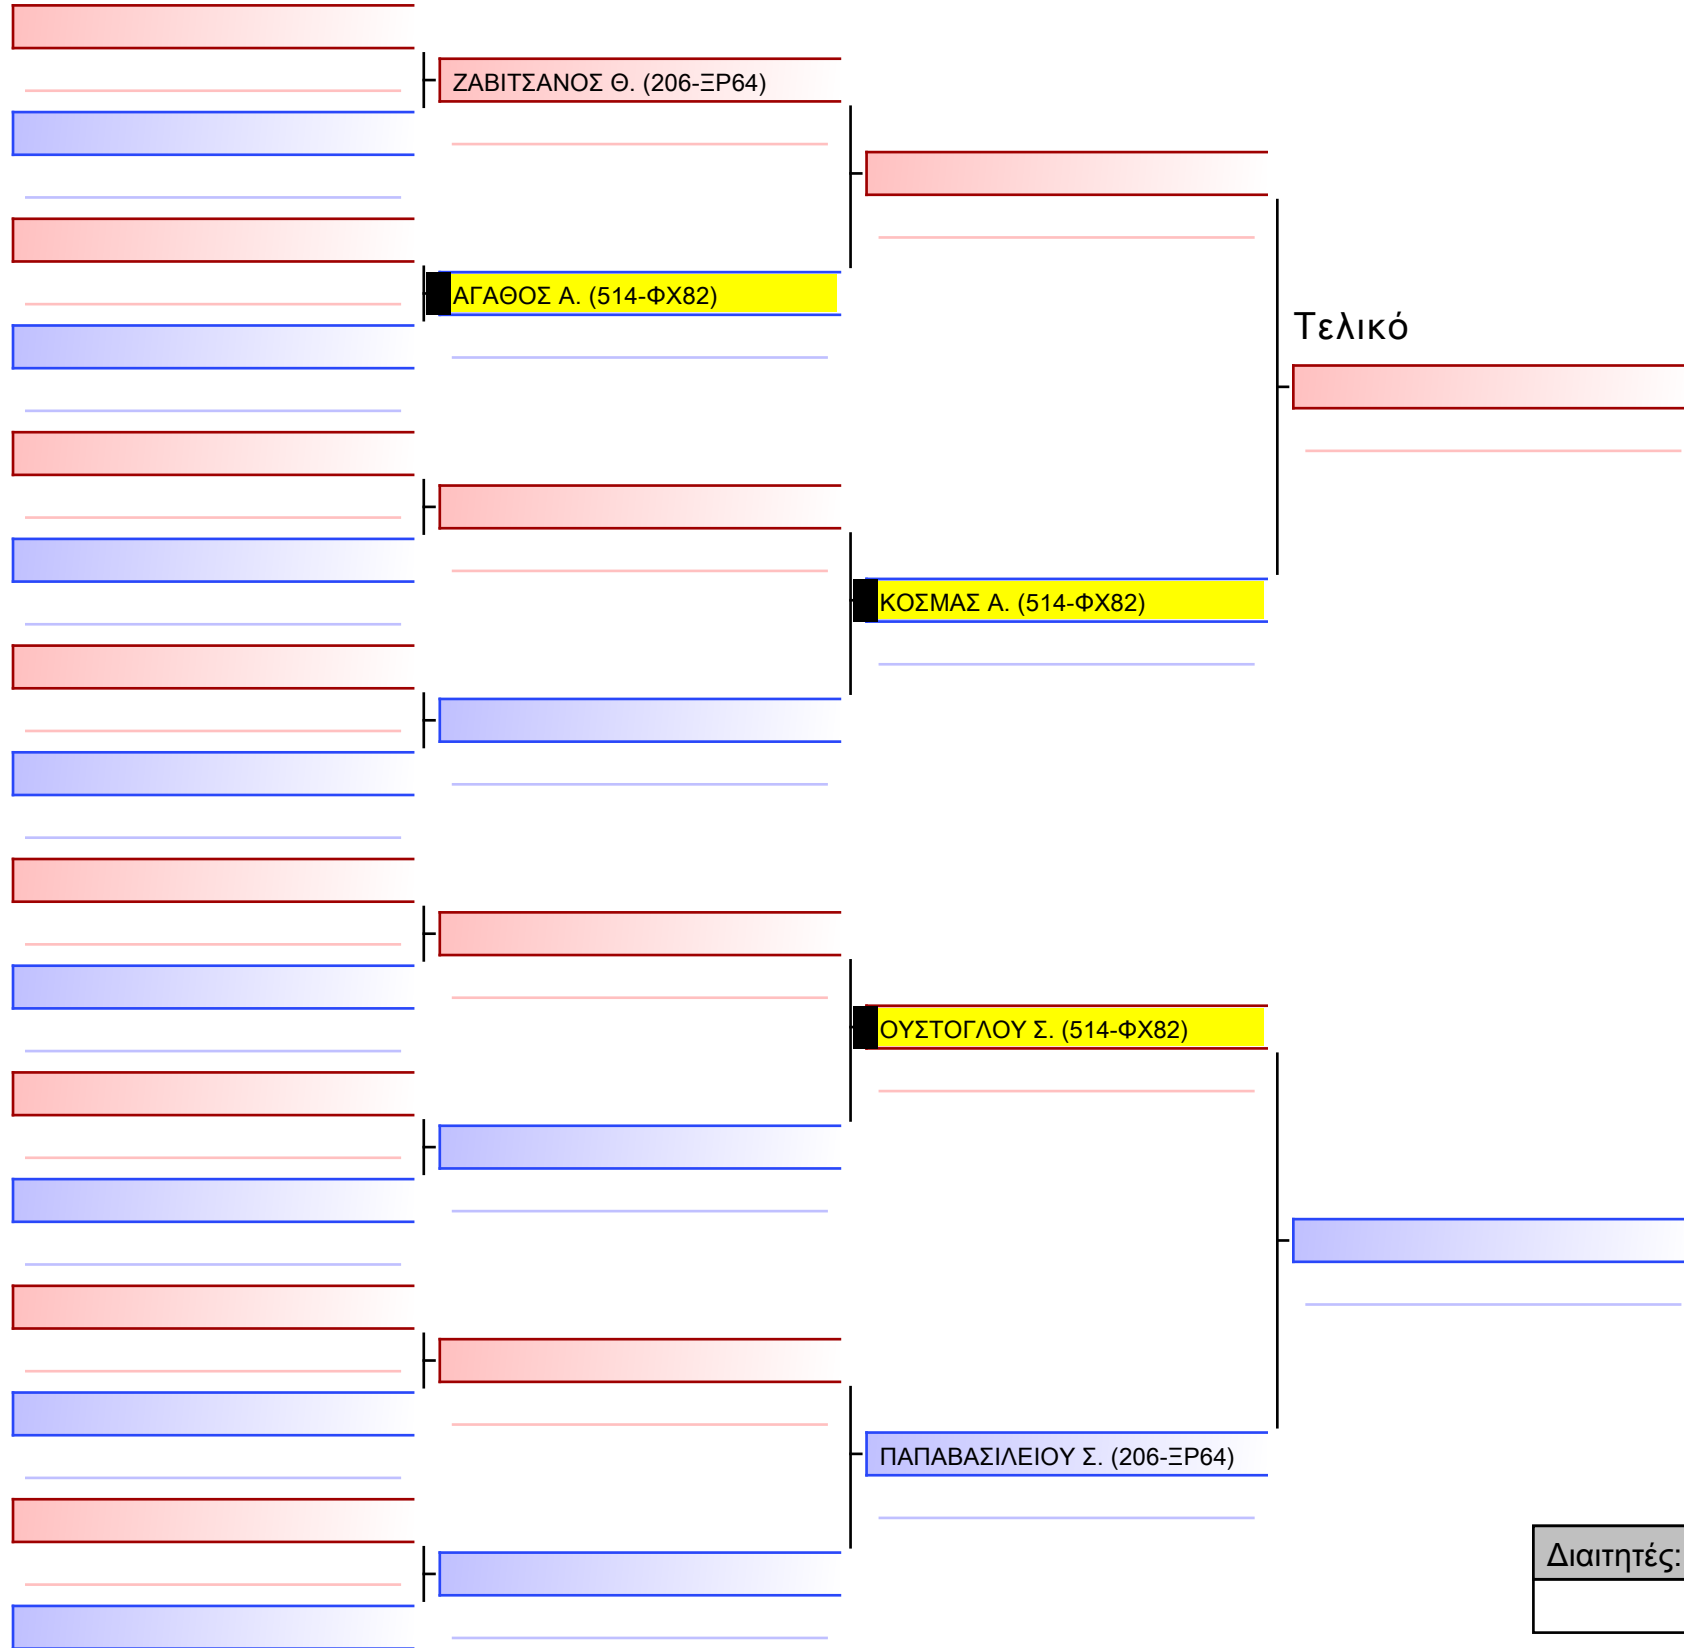 ΖΑΒΙΤΣΑΝΟΣ Θ. (206-ΞΡ64)
ΑΓΑΘΟΣ Α. (514-ΦΧ82)
Τελικό
ΚΟΣΜΑΣ Α. (514-ΦΧ82)
ΟΥΣΤΟΓΛΟΥ Σ. (514-ΦΧ82)
ΠΑΠΑΒΑΣΙΛΕΙΟΥ Σ. (206-ΞΡ64)
Διαιτητές: